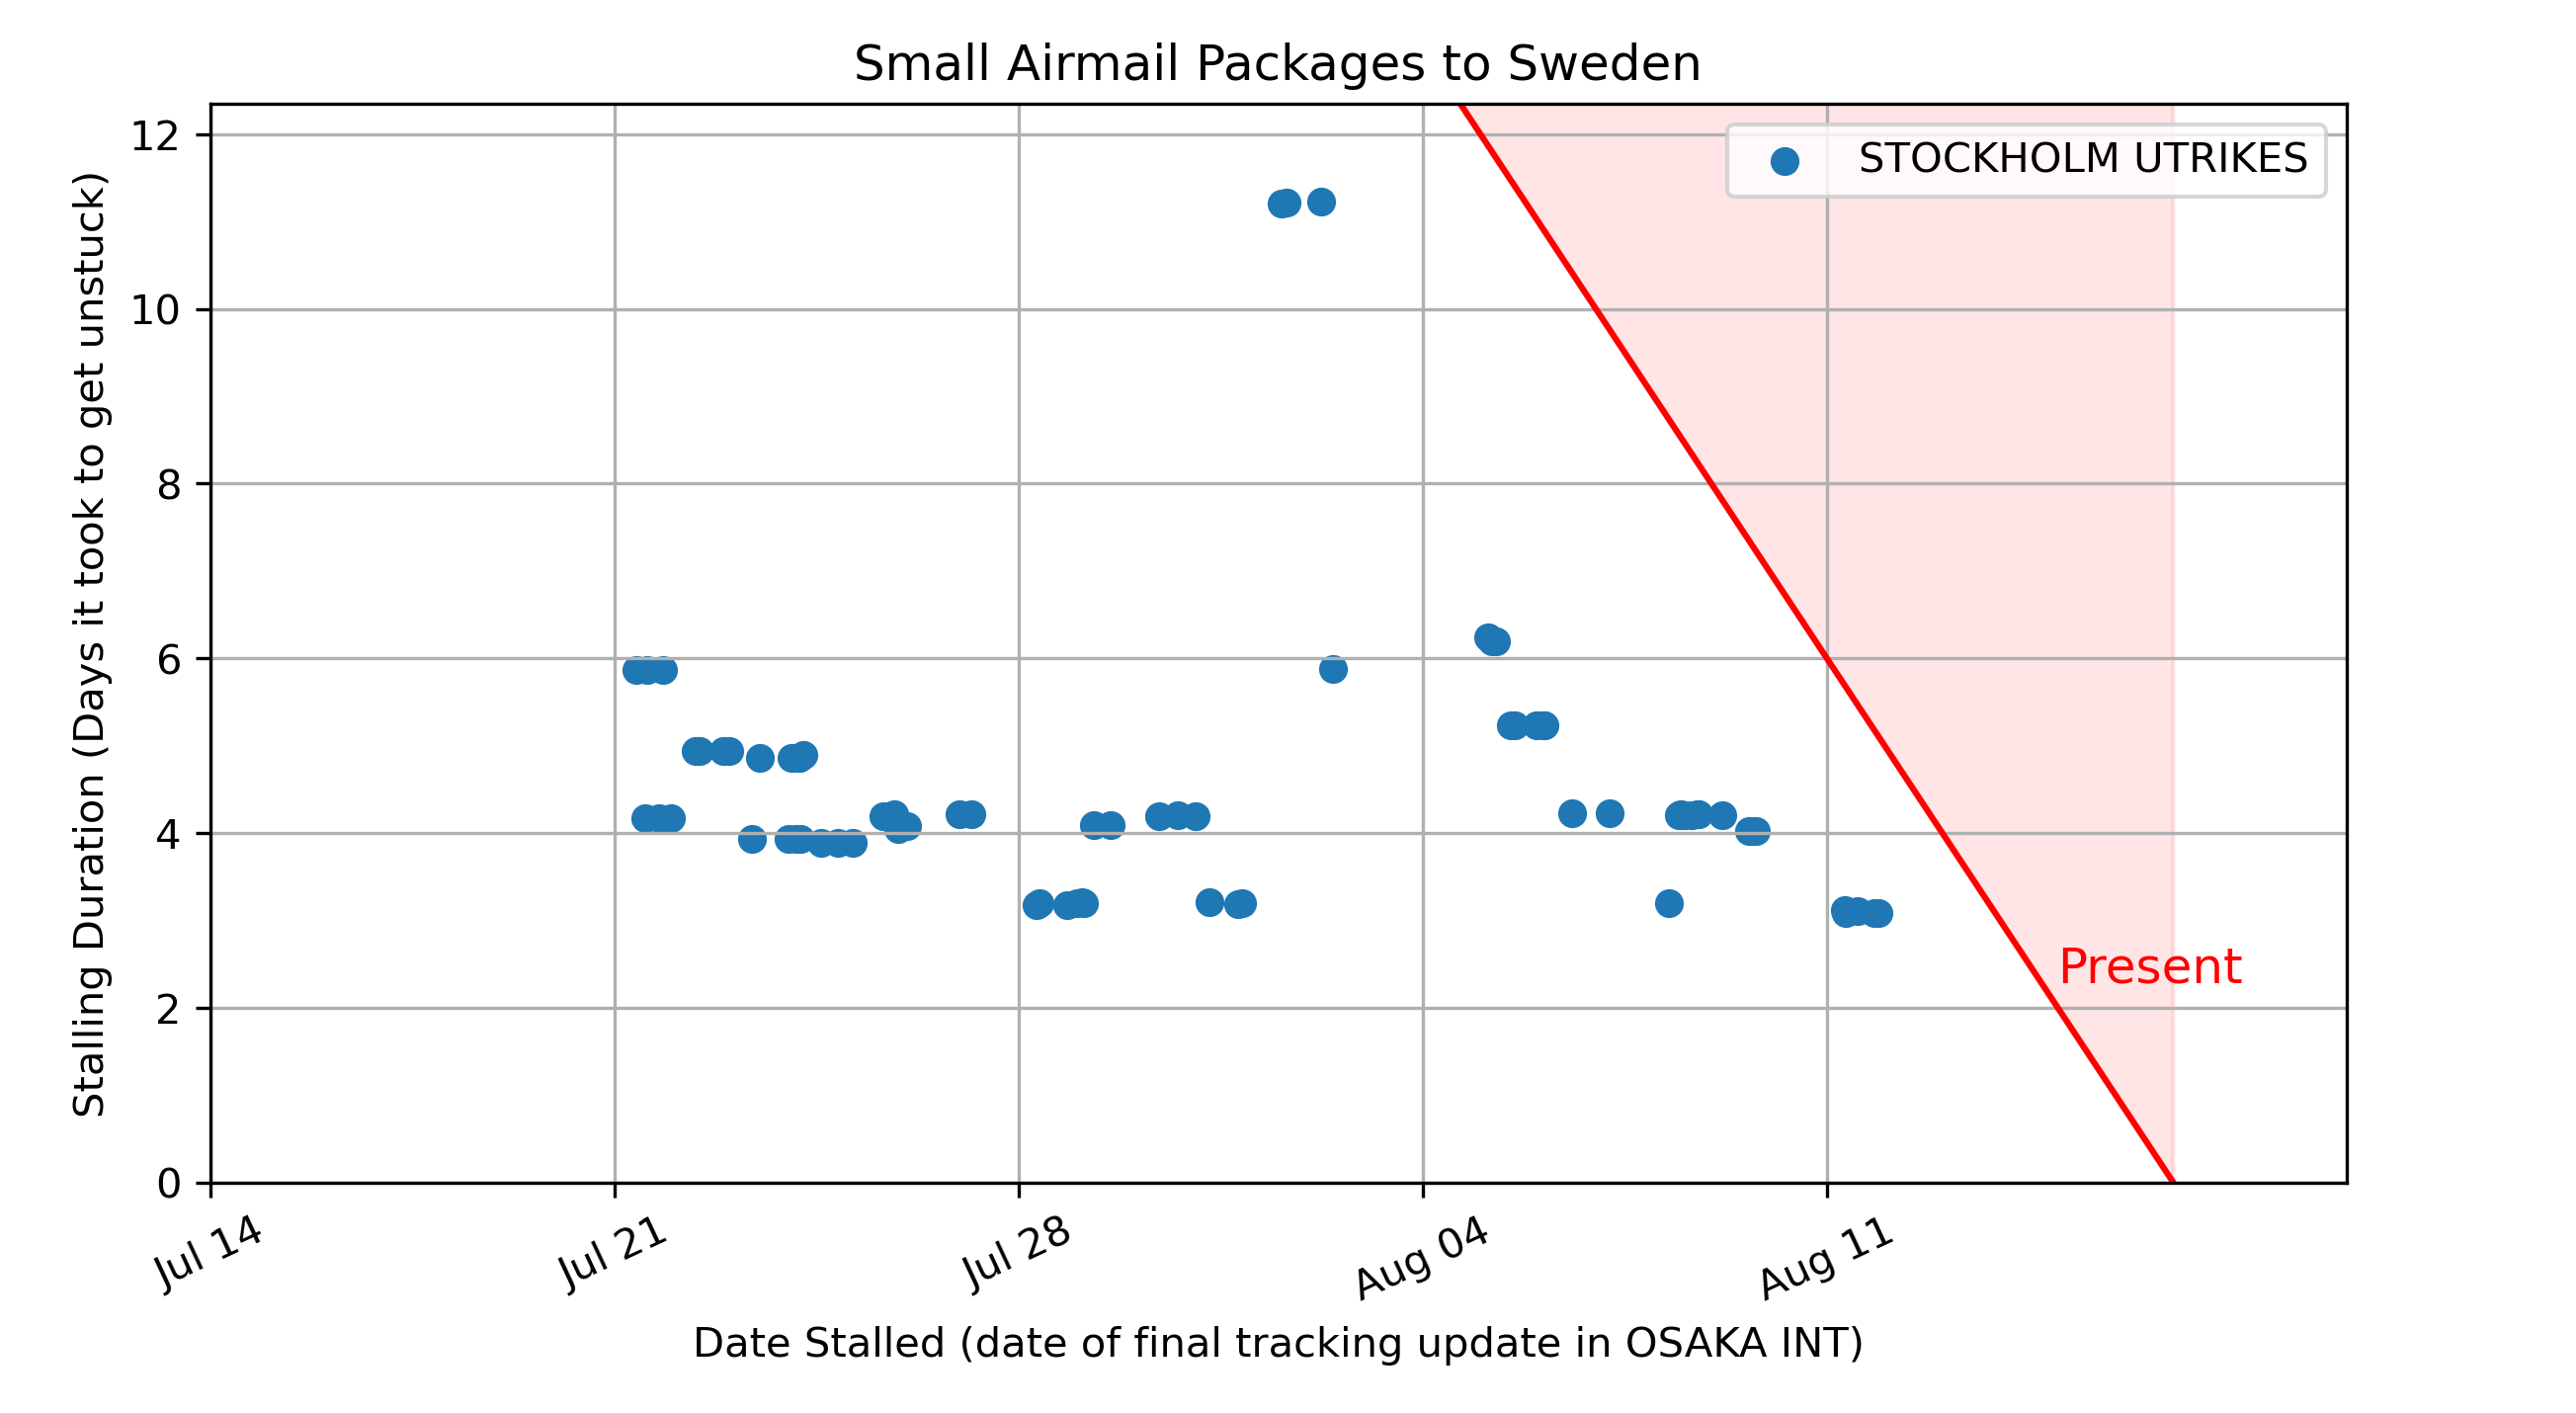 Small Airmail Packages to Sweden
STOCKHOLM UTRIKES
Stalling Duration (Days it took to get unstuck)
12
10
8
6
4
2
0
Present
Jul 14
Jul 21
Jul 28
Aug 04
Aug 11
Date Stalled (date of final tracking update in OSAKA INT)